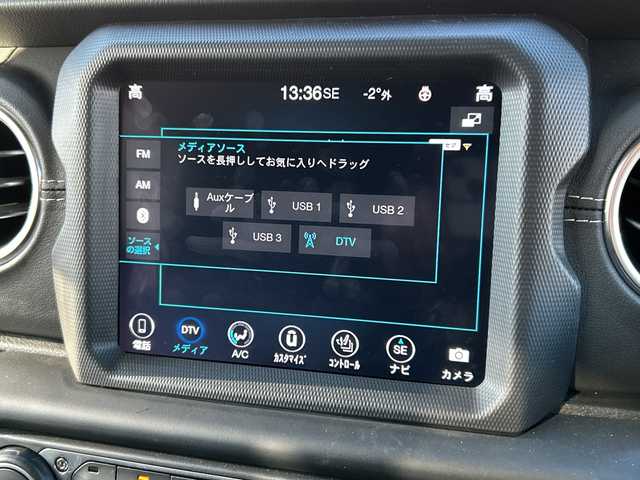 高 13:36SE -2°外 高
メディアソース
ソースを長押ししてお気に入りへドラッグ
FM
AM
ソース
の選択
Auxケーブ
ル
USB 1
USB 2
USB 3
DTV
電話
DTV
メディア
A/C
カスタマイズ
コントロール
SE
ナビ
カメラ